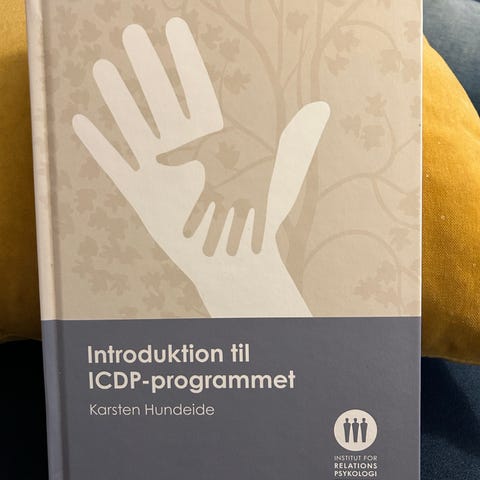 Introduktion til
ICDP-programmet
Karsten Hundeide
INSTITUT FOR
RELATIONS
PSYKOLOGI